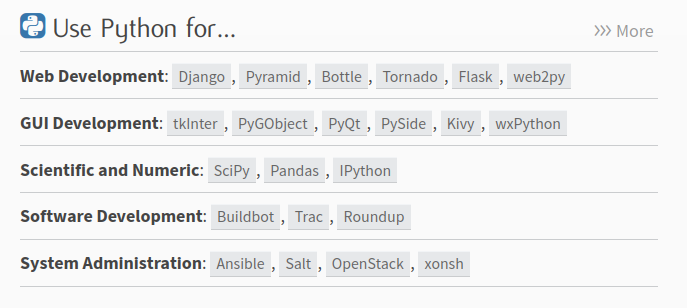 Use Python for...
>>> More
Web Development: Django, Pyramid, Bottle, Tornado, Flask, web2py
GUI Development: tkInter, PyGObject, PyQt, PySide, Kivy, wxPython
Scientific and Numeric: SciPy, Pandas, IPython
Software Development: Buildbot, Trac, Roundup
System Administration: Ansible, Salt, OpenStack, xonsh